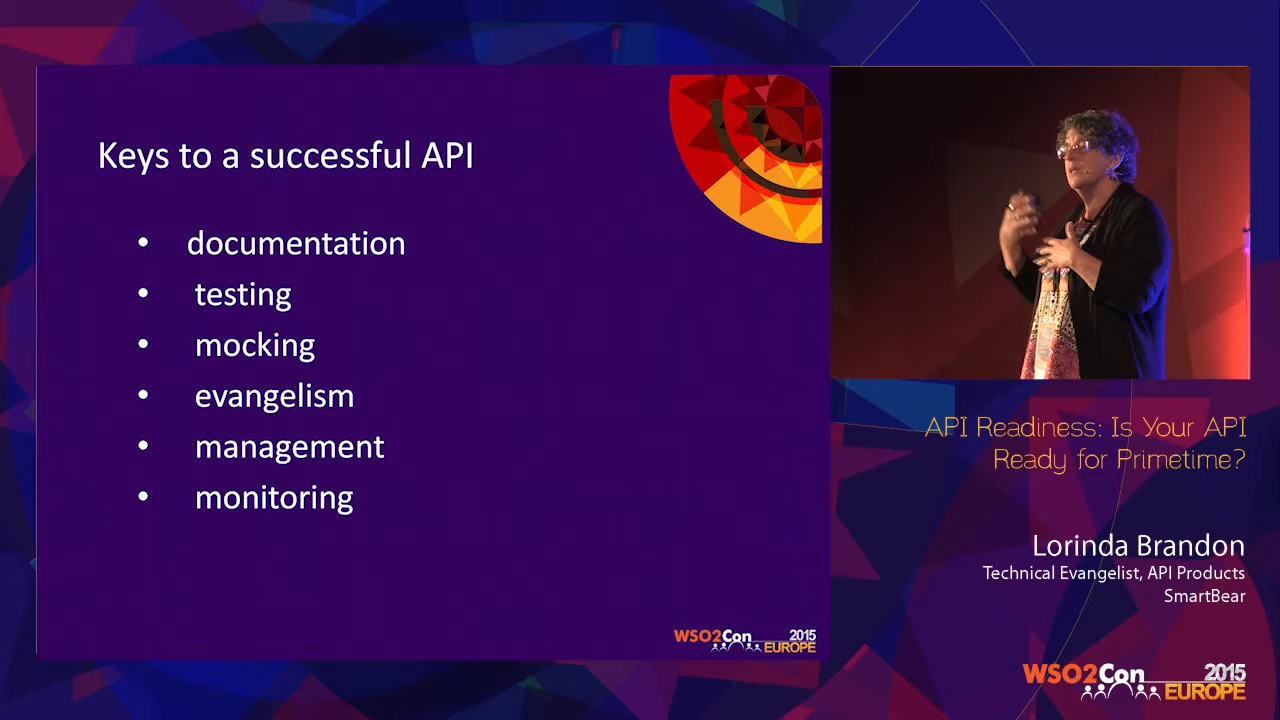 Keys to a successful API
• documentation
• testing
• mocking
• evangelism
• management
• monitoring
WSO2Con 2015
EUROPE
API Readiness: Is Your API
Ready for Primetime?
Lorinda Brandon
Technical Evangelist, API Products
SmartBear
WSO2Con 2015
EUROPE